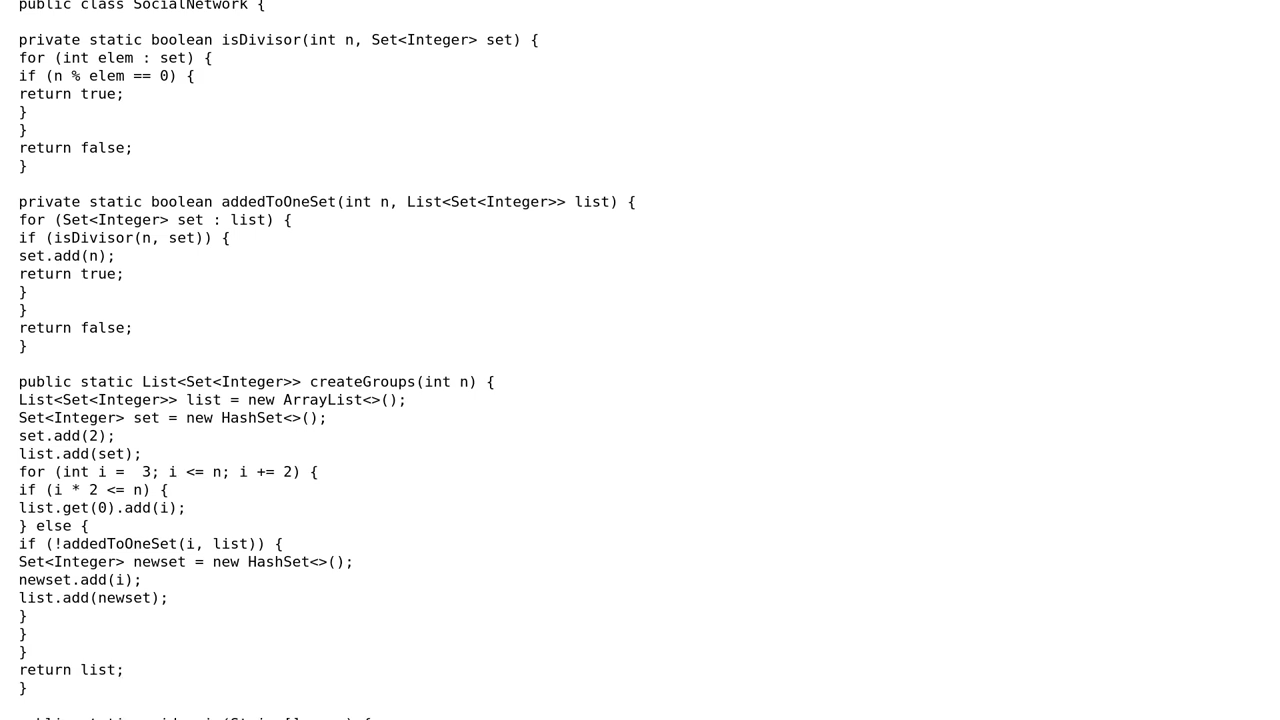 public class SocialNetwork {
private static boolean isDivisor(int n, Set<Integer> set) {
for (int elem : set) {
if (n % elem == 0) {
return true;
}
}
return false;
}
private static boolean addedToOneSet(int n, List<Set<Integer>> list) {
for (Set<Integer> set : list) {
if (isDivisor(n, set)) {
set.add(n);
return true;
}
}
return false;
}
public static List<Set<Integer>> createGroups(int n) {
List<Set<Integer>> list = new ArrayList<>();
Set<Integer> set = new HashSet<>();
set.add(2);
list.add(set);
for (int i =  3; i <= n; i += 2) {
if (i * 2 <= n) {
list.get(0).add(i);
} else {
if (!addedToOneSet(i, list)) {
Set<Integer> newset = new HashSet<>();
newset.add(i);
list.add(newset);
}
}
}
return list;
}